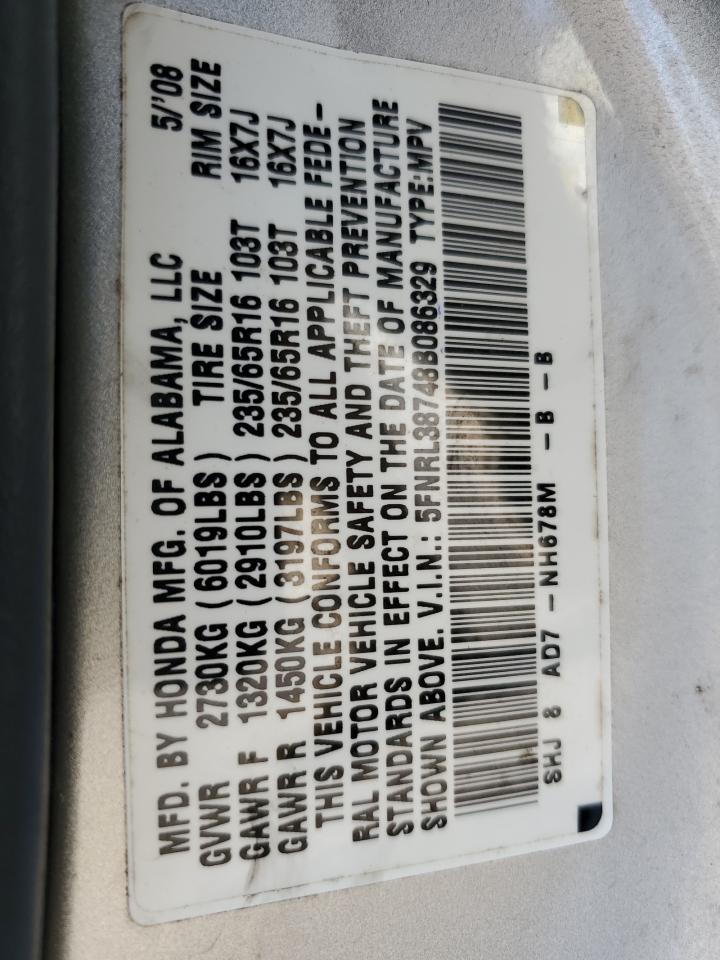 MFD. BY HONDA MFG. OF ALABAMA, LLC 5/'08
GVWR 2730KG (6019LBS) TIRE SIZE RIM SIZE
GAWR F 1320KG (2910LBS) 235/65R16 103T 16X7J
GAWR R 1450KG (3197LBS) 235/65R16 103T 16X7J
THIS VEHICLE CONFORMS TO ALL APPLICABLE FEDE-
RAL MOTOR VEHICLE SAFETY AND THEFT PREVENTION
STANDARDS IN EFFECT ON THE DATE OF MANUFACTURE
SHOWN ABOVE. V.I.N.: 5FNRL38748B086329 TYPE:MPV
SHJ 8 AD7 -NH678M -B -B